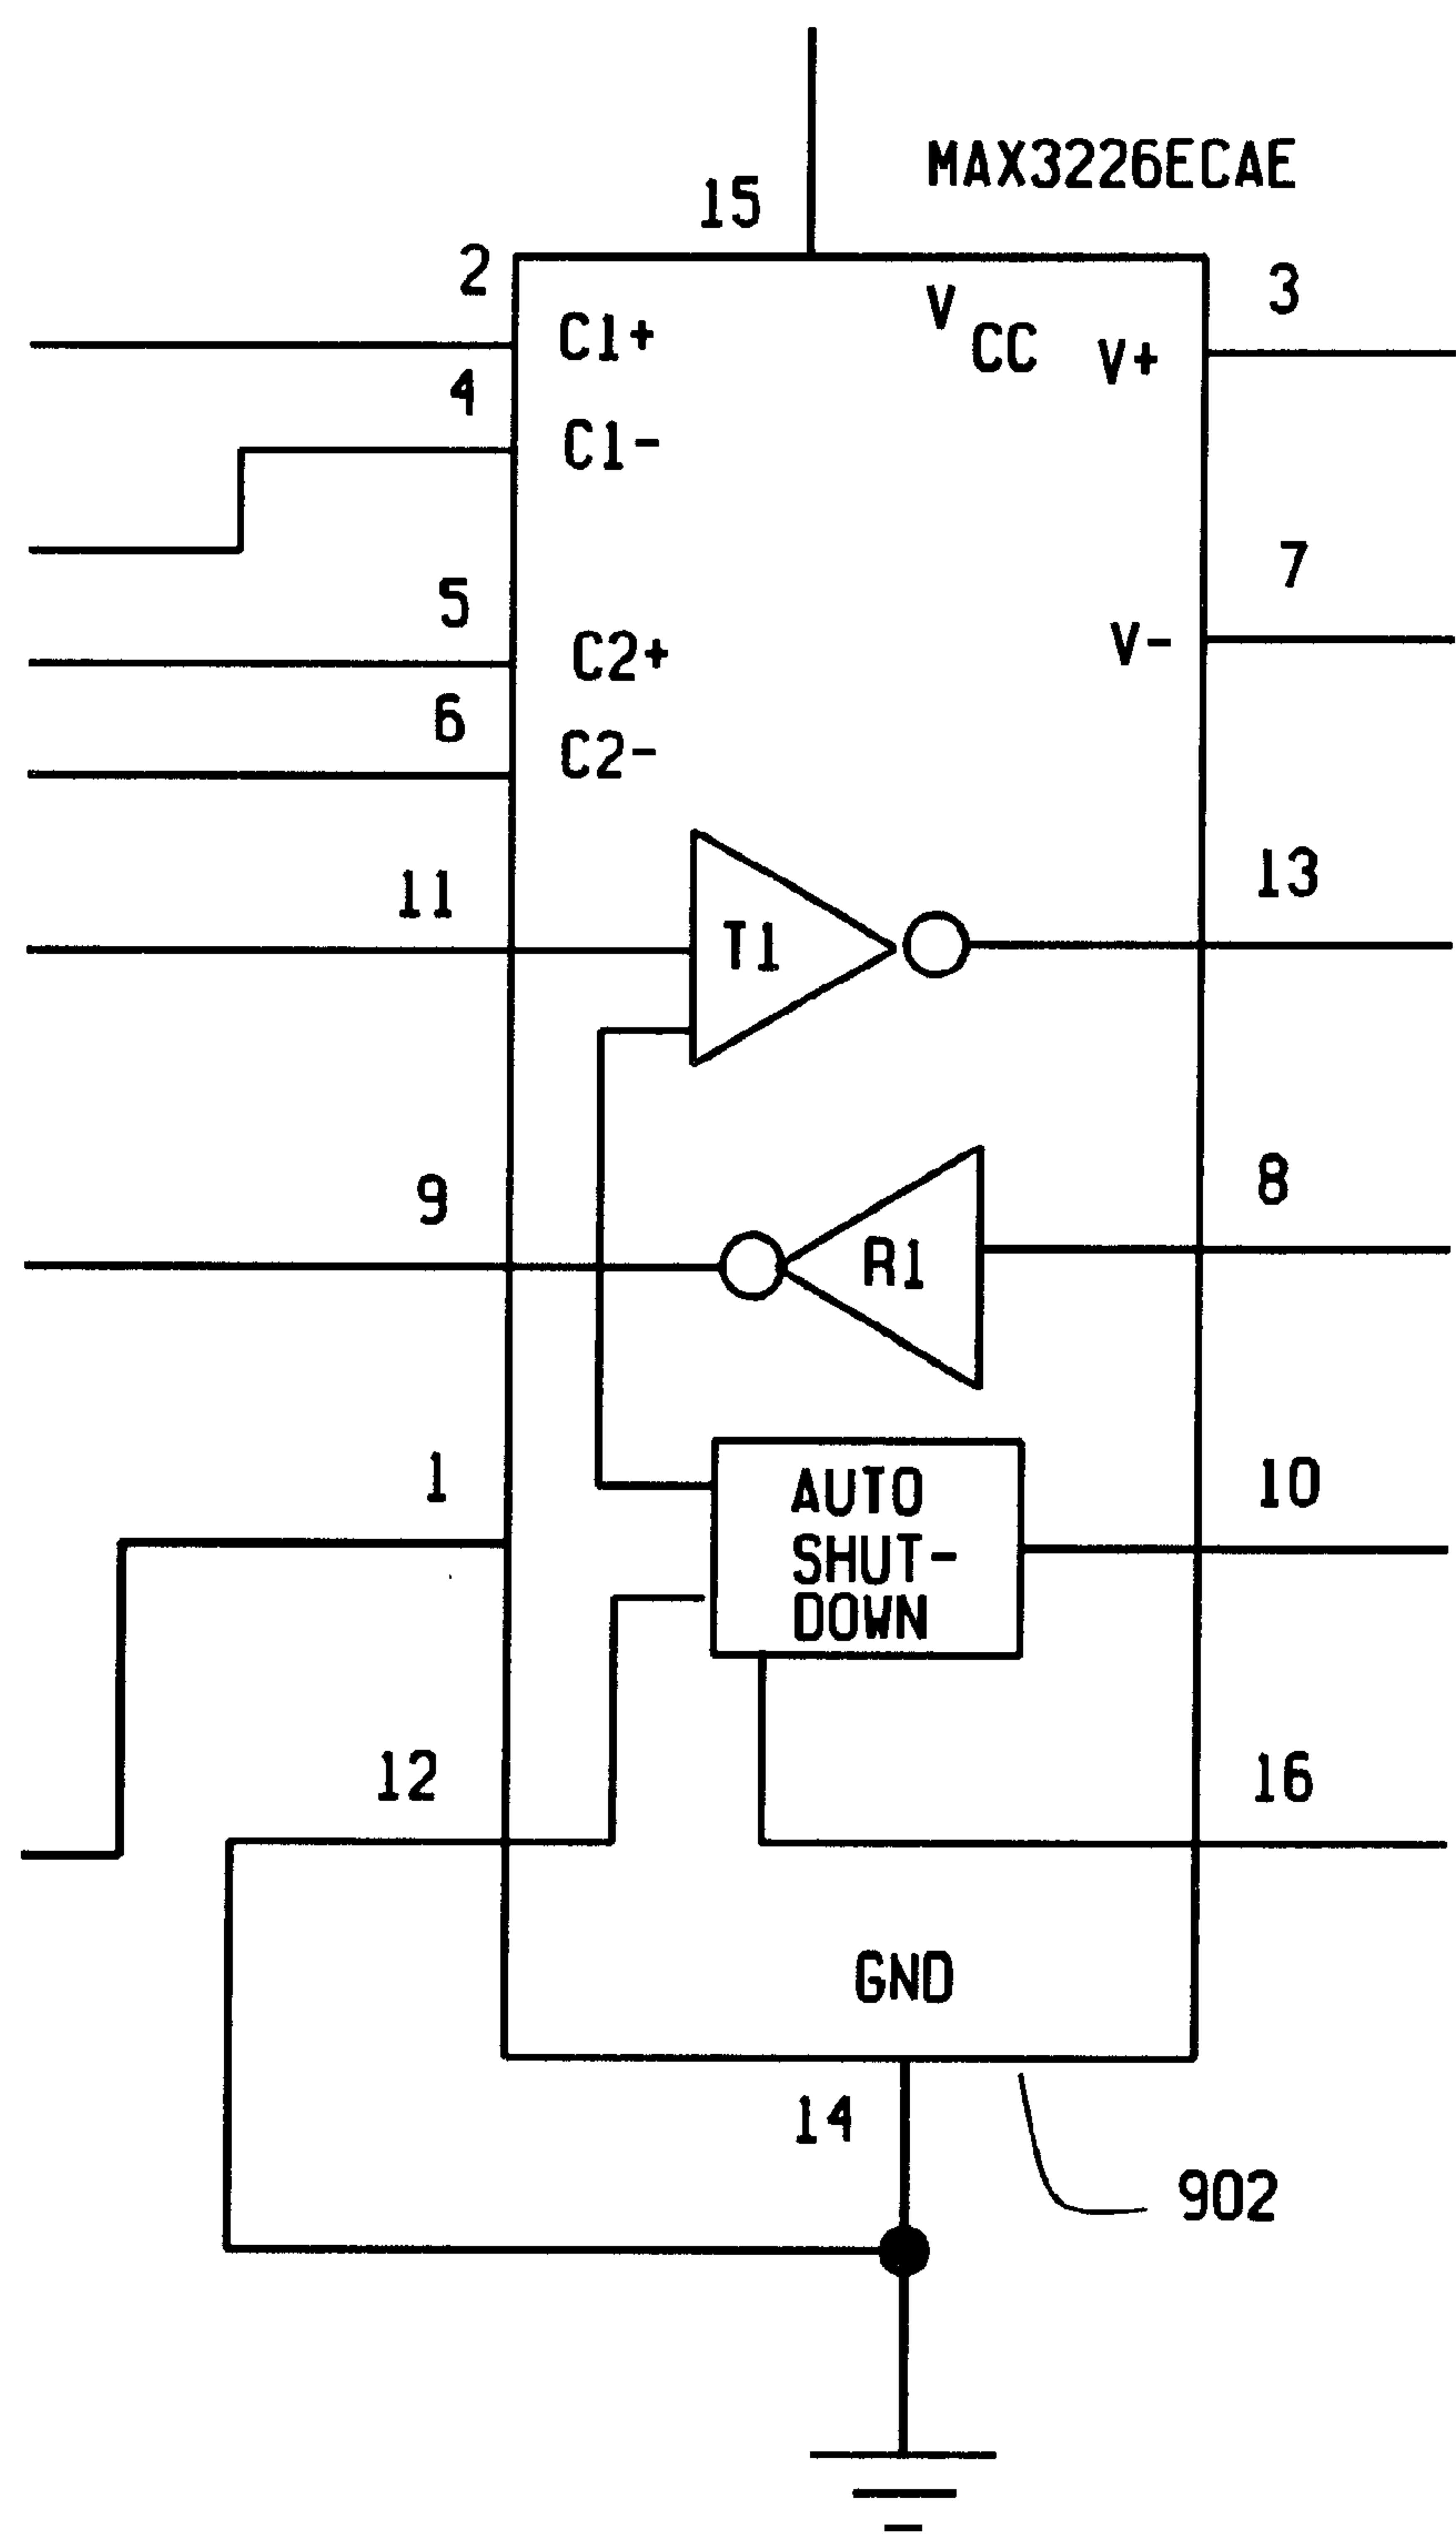 MAX3226ECAE
15
2
3
V
CC
C1+
V+
4
C1-
7
5
C2+
V-
6
C2-
11
13
T1
9
8
R1
1
10
AUTO
SHUT-
DOWN
12
16
GND
14
902